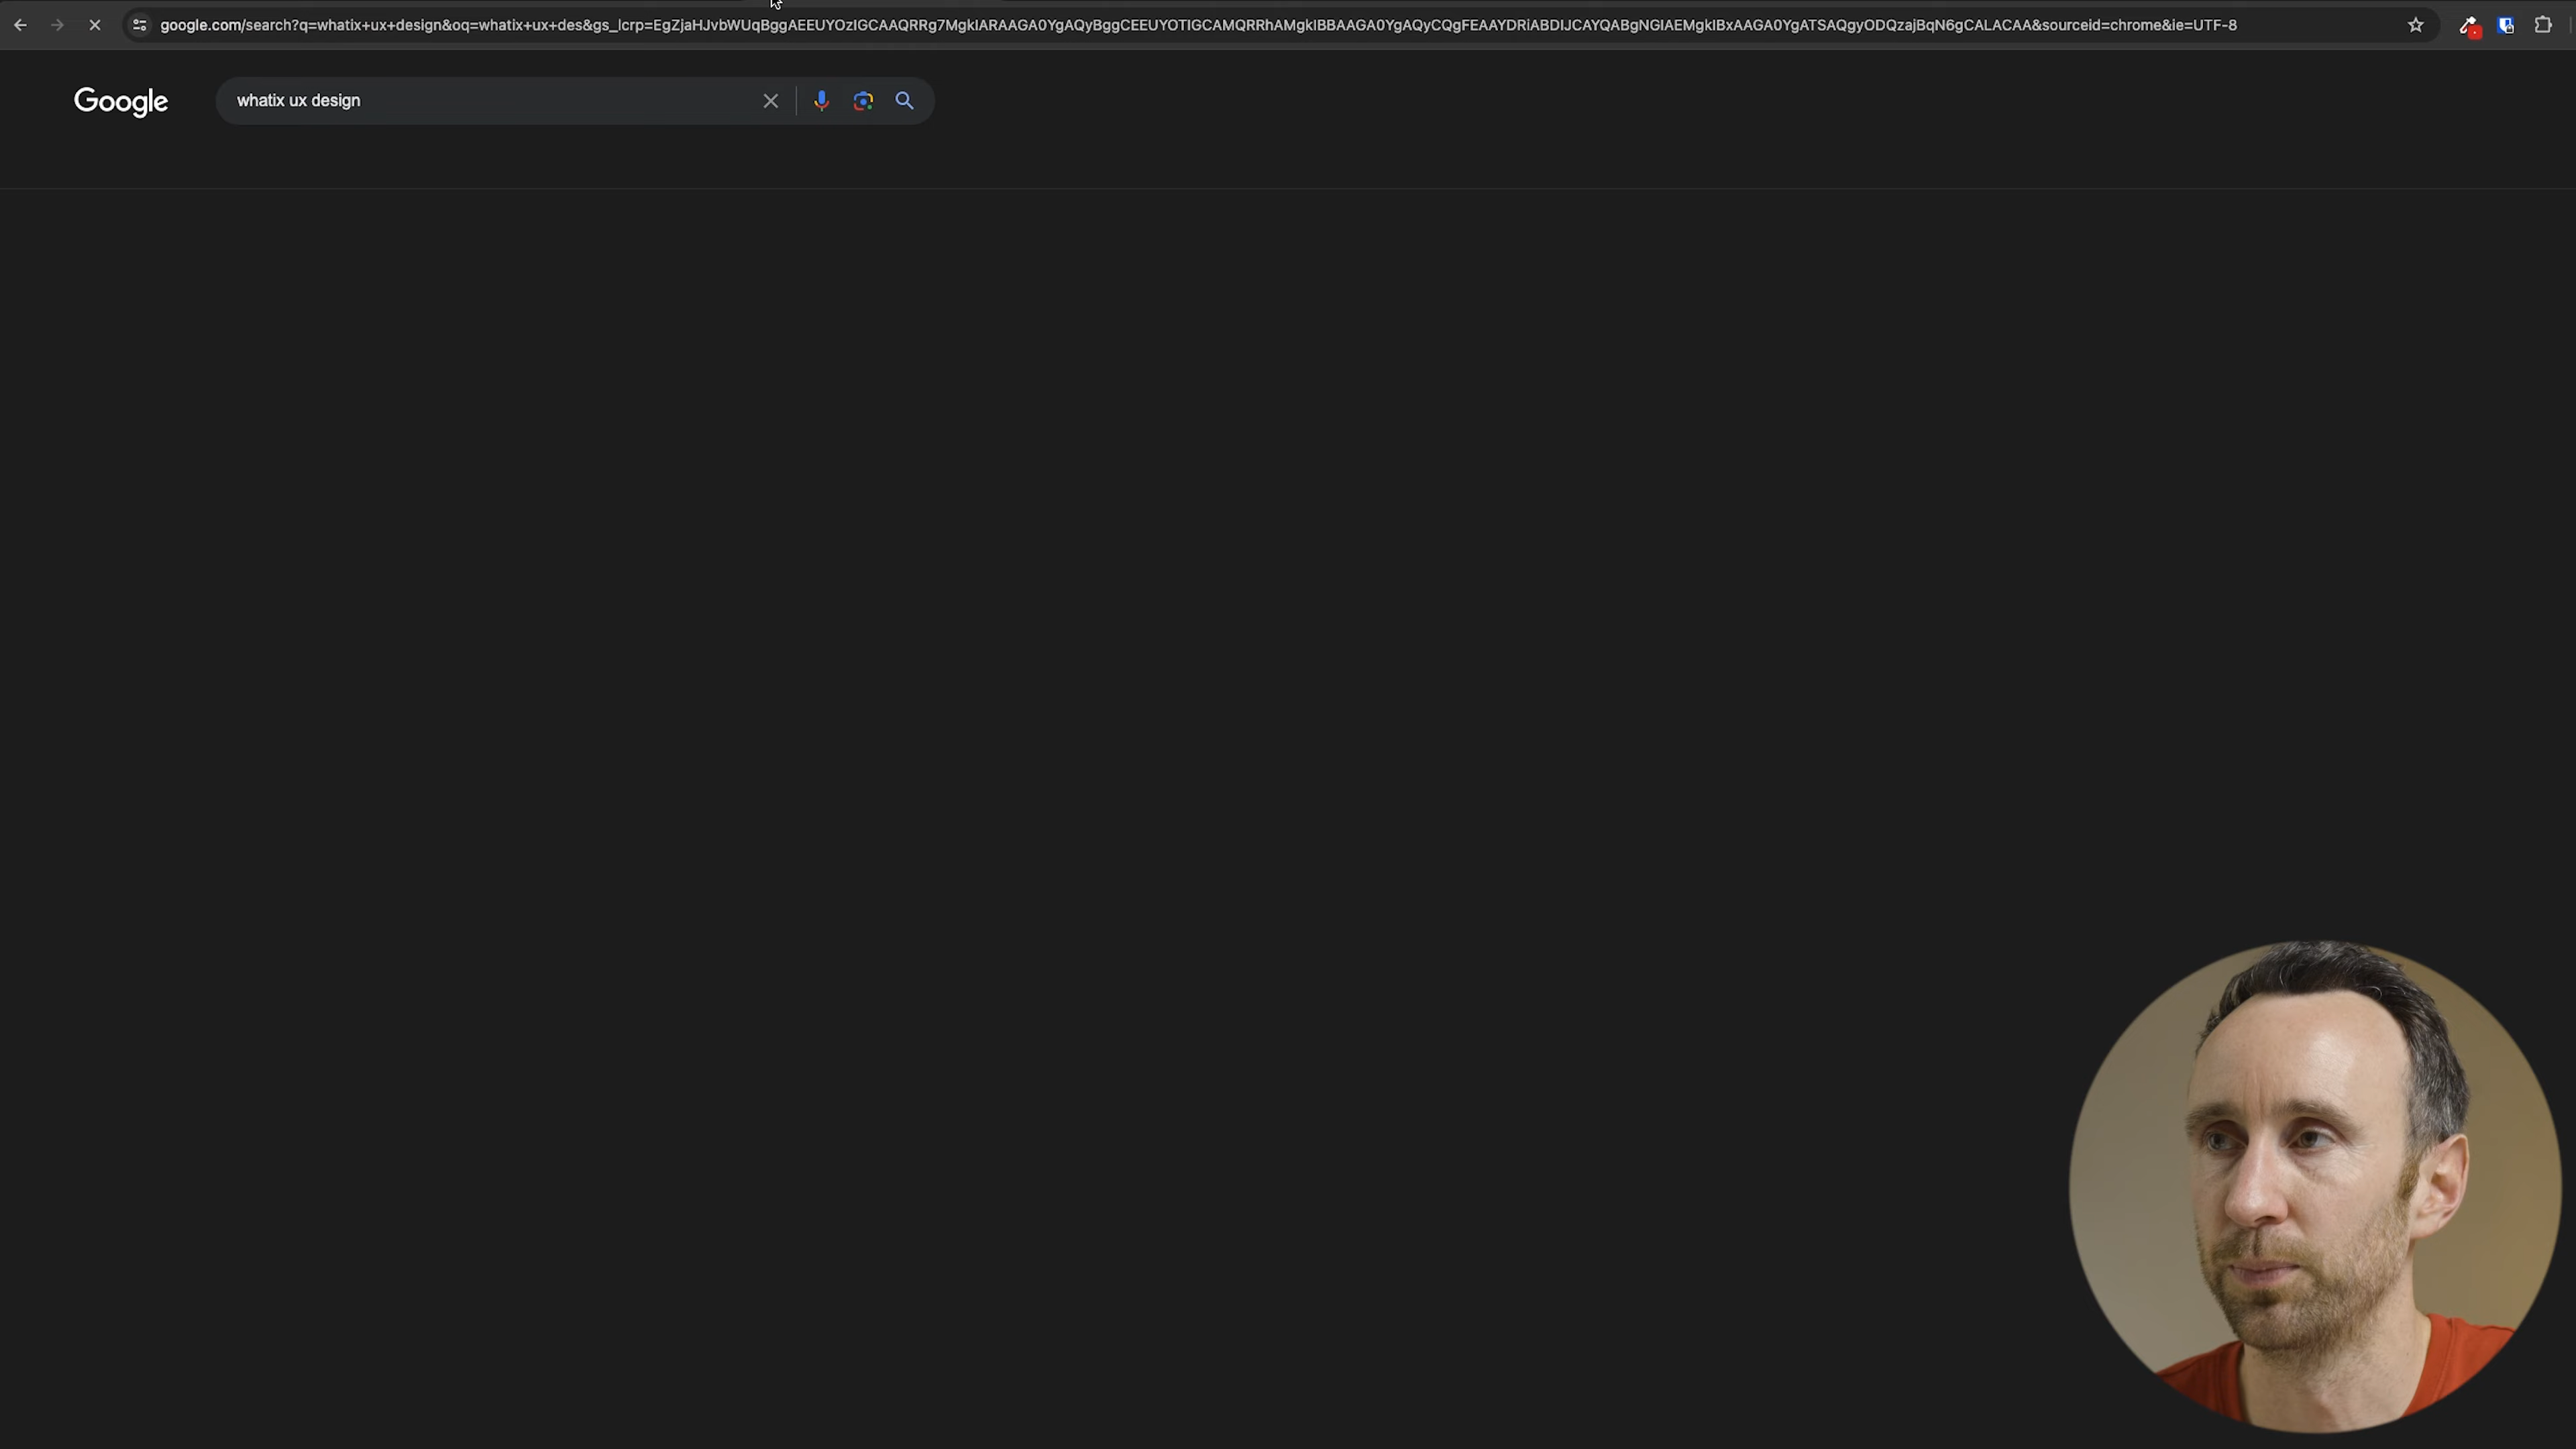 google.com/search?q=whatix+ux+design&oq=whatix+ux+des&gs_lcrp=EgZjaHJvbWUqBggAEEUYOzIGCAAQRRg7MgkIARAAGA0YgAQyBggCEEUYOTIGCAMQRRhAMgkIBBAAGA0YgAQyCQgFEAAYDRiABDIJCAYQABgNGIAEMgkIBxAAGA0YgATSAQgyODQzajBqN6gCALACAA&sourceid=chrome&ie=UTF-8
Google
whatix ux design